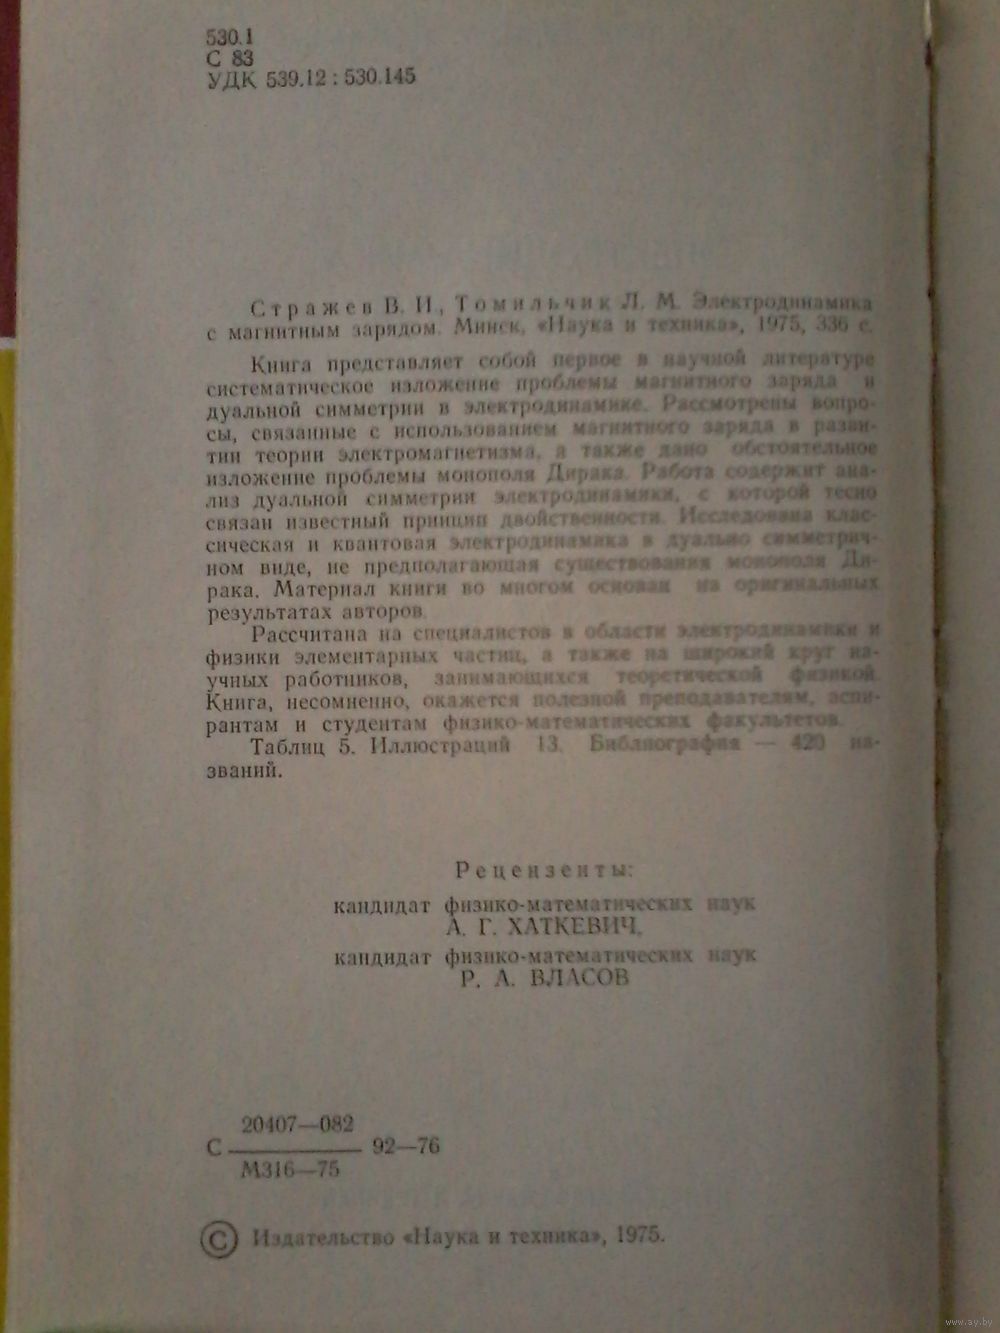 530.1
С 83
УДК 539.12 : 530.145
Стражев В. И., Томильчик Л. М. Электродинамика
с магнитным зарядом. Минск, «Наука и техника», 1975, 336 с.
Книга представляет собой первое в научной литературе
систематическое изложение проблемы магнитного заряда и
дуальной симметрии в электродинамике. Рассмотрены вопро-
сы, связанные с использованием магнитного заряда в разви-
тии теории электромагнетизма, а также дано обстоятельное
изложение проблемы монополя Дирака. Работа содержит ана-
лиз дуальной симметрии электродинамики, с которой тесно
связан известный принцип двойственности. Исследована клас-
сическая и квантовая электродинамика в дуально симметрич-
ном виде, не предполагающая существования монополя Ди-
рака. Материал книги во многом основан на оригинальных
результатах авторов.
Рассчитана на специалистов в области электродинамики и
физики элементарных частиц, а также на широкий круг на-
учных работников, занимающихся теоретической физикой.
Книга, несомненно, окажется полезной преподавателям, аспи-
рантам и студентам физико-математических факультетов.
Таблиц 5. Иллюстраций 13. Библиография — 420 на-
званий.
Рецензенты:
кандидат физико-математических наук
А. Г. ХАТКЕВИЧ,
кандидат физико-математических наук
Р. А. ВЛАСОВ
20407—082
С 92—76
М316—75
© Издательство «Наука и техника», 1975.
www.ay.by